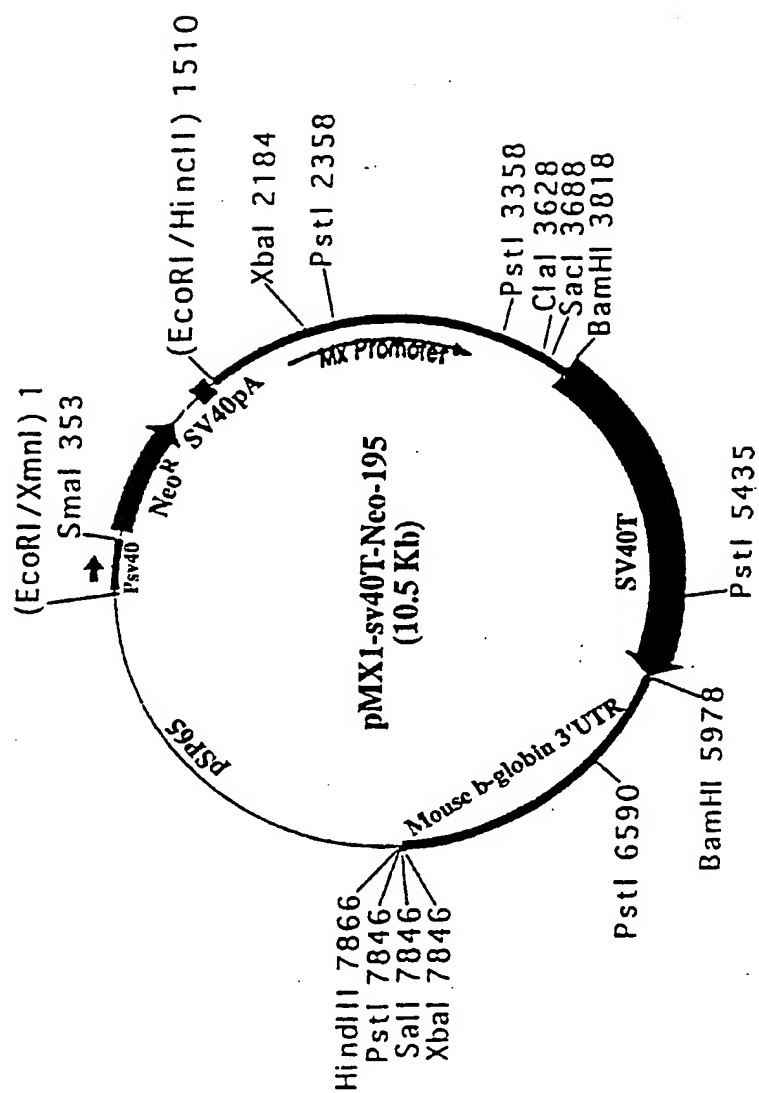 (EcoRI/XmnI) 1
SmaI 353
(EcoRI/HincII) 1510
XbaI 2184
PstI 2358
PstI 3358
ClaI 3628
SacI 3688
BamHI 3818
PstI 5435
BamHI 5978
PstI 6590
HindIII 7866
PstI 7846
SalI 7846
XbaI 7846
Psv40
NeoR
SV40pA
Mx Promoter
SV40T
Mouse b-globin 3'UTR
pSP65
pMX1-sv40T-Neo-195
(10.5 Kb)